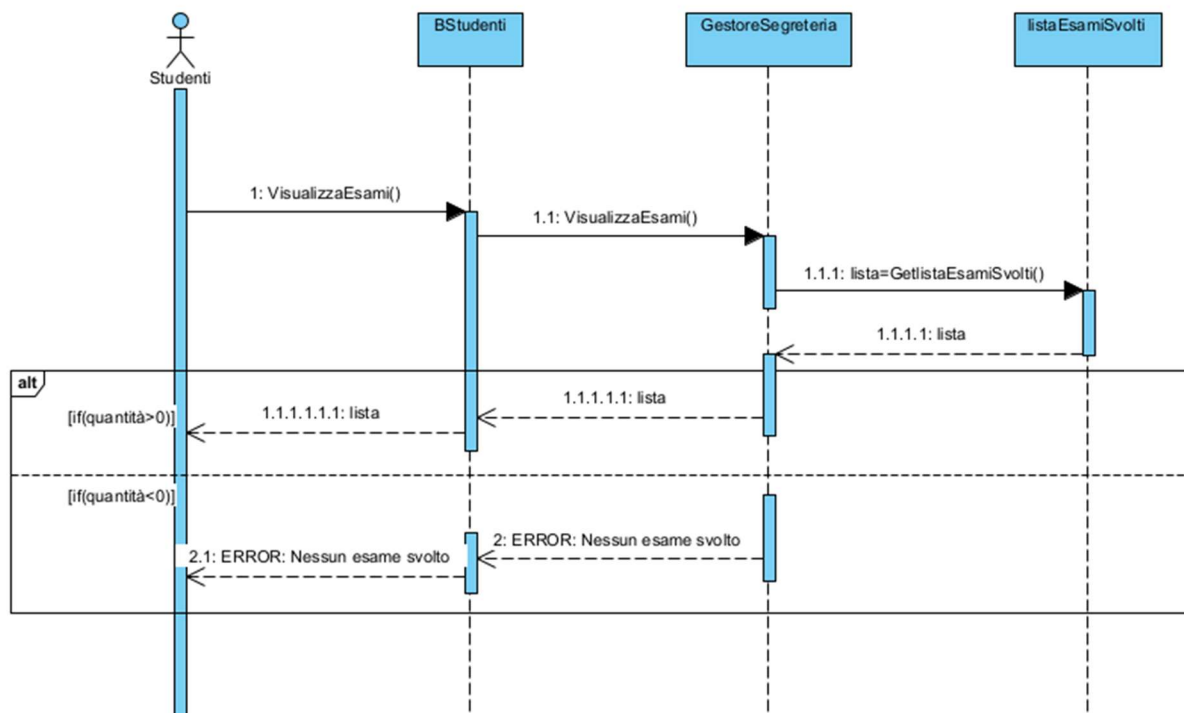 BStudenti
GestoreSegreteria
listaEsamiSvolti
Studenti
1: VisualizzaEsami()
1.1: VisualizzaEsami()
1.1.1: lista=GetlistaEsamiSvolti()
1.1.1.1: lista
alt
[if(quantità>0)]
1.1.1.1.1.1: lista
1.1.1.1.1: lista
[if(quantità<0)]
2: ERROR: Nessun esame svolto
2.1: ERROR: Nessun esame svolto